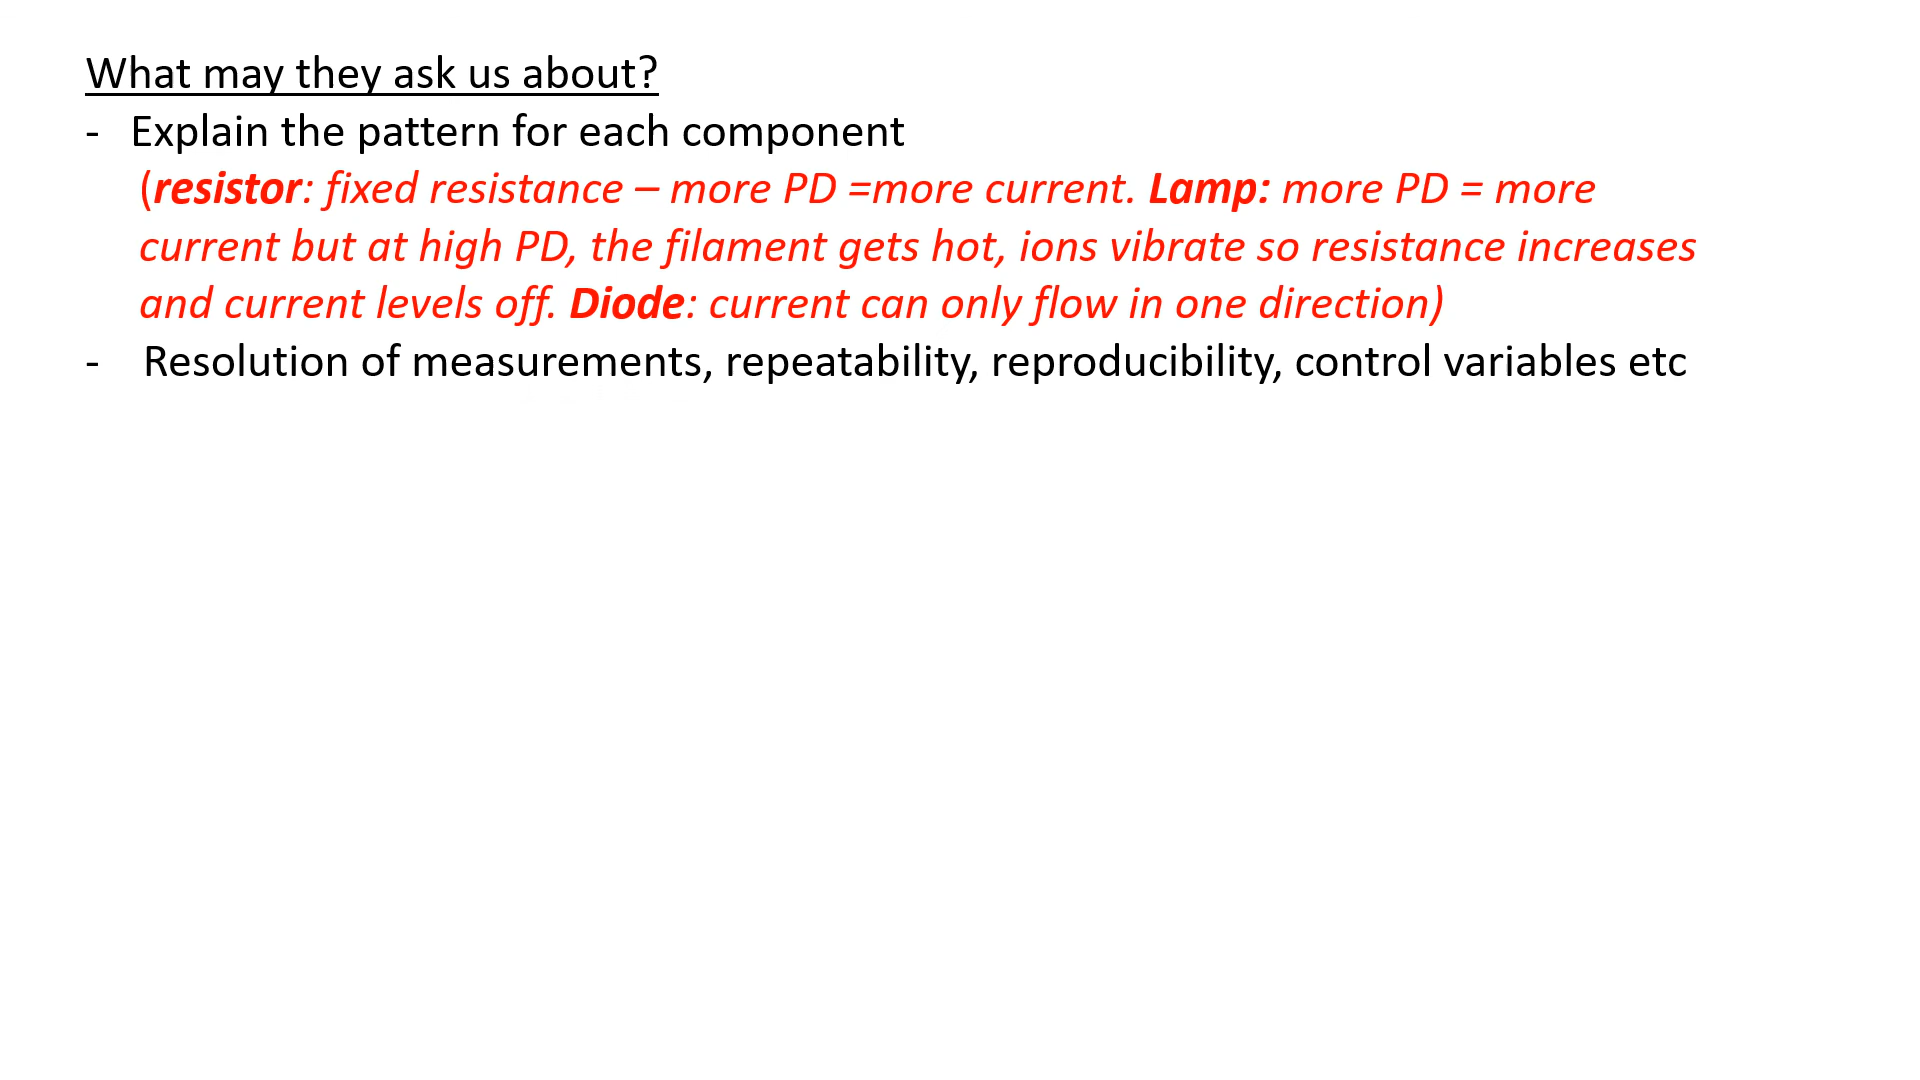 What may they ask us about?
- Explain the pattern for each component
(resistor: fixed resistance – more PD =more current. Lamp: more PD = more
current but at high PD, the filament gets hot, ions vibrate so resistance increases
and current levels off. Diode: current can only flow in one direction)
- Resolution of measurements, repeatability, reproducibility, control variables etc